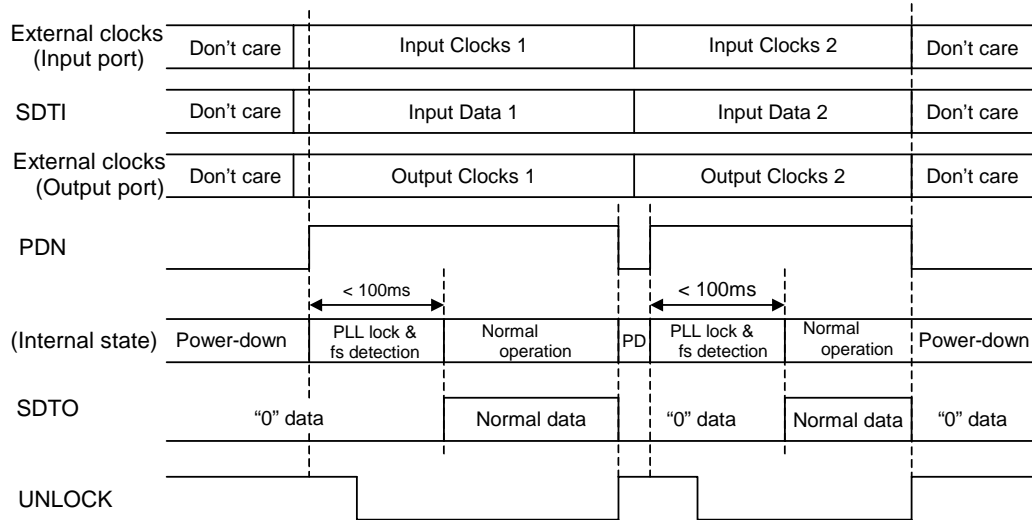 External clocks
(Input port)
Don't care
Input Clocks 1
Input Clocks 2
Don't care
SDTI
Don't care
Input Data 1
Input Data 2
Don't care
External clocks
(Output port)
Don't care
Output Clocks 1
Output Clocks 2
Don't care
PDN
< 100ms
< 100ms
(Internal state)
Power-down
PLL lock &
fs detection
Normal
operation
PD
PLL lock &
fs detection
Normal
operation
Power-down
SDTO
“0” data
Normal data
“0” data
Normal data
“0” data
UNLOCK